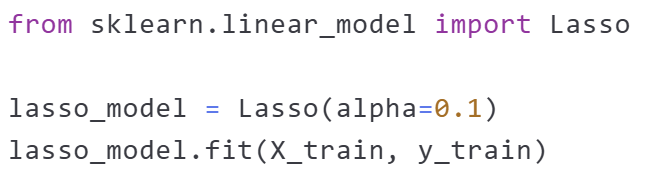 from sklearn.linear_model import Lasso
lasso_model = Lasso(alpha=0.1)
lasso_model.fit(X_train, y_train)